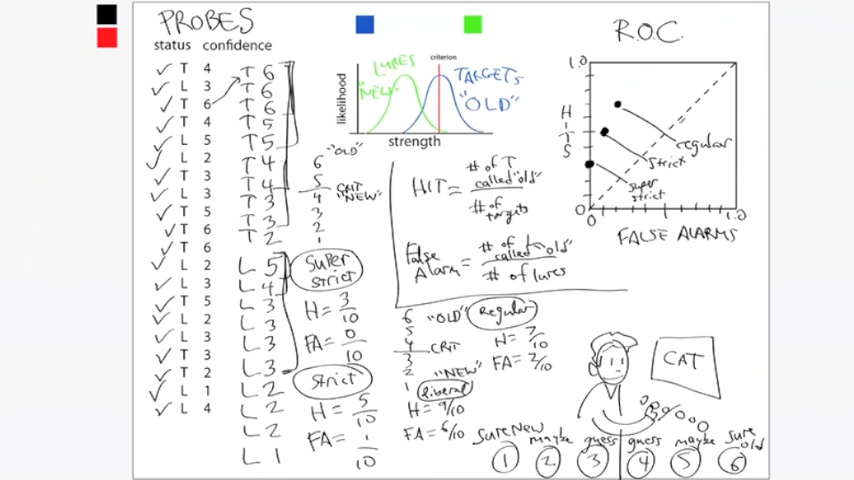 PROBES
status confidence
T 4
L 3
T 6
T 4
L 5
L 2
T 3
L 3
T 5
T 6
T 6
L 2
L 3
T 5
L 2
L 3
T 3
T 2
L 1
L 4
T 6
T 6
T 6
T 5
T 5
T 4
T 4
T 3
T 3
T 2
L 5
L 4
L 3
L 3
L 3
L 3
L 2
L 2
L 2
L 1
criterion
likelihood
LURES
"NEW"
TARGETS
"OLD"
strength
"OLD"
6
5
CRIT
4 "NEW"
3
2
1
Super
strict
H = 3/10
FA = 0/10
strict
H = 5/10
FA = 1/10
HIT = # of T called "old" / # of targets
False Alarm = # of L called "old" / # of lures
6 "OLD"
5
4
CRIT
3
2 "NEW"
1
regular
H = 7/10
FA = 2/10
liberal
H = 9/10
FA = 6/10
R.O.C.
1.0
HITS
0
0 1.0
FALSE ALARMS
regular
strict
super
strict
CAT
Sure New maybe guess guess maybe sure old
1 2 3 4 5 6